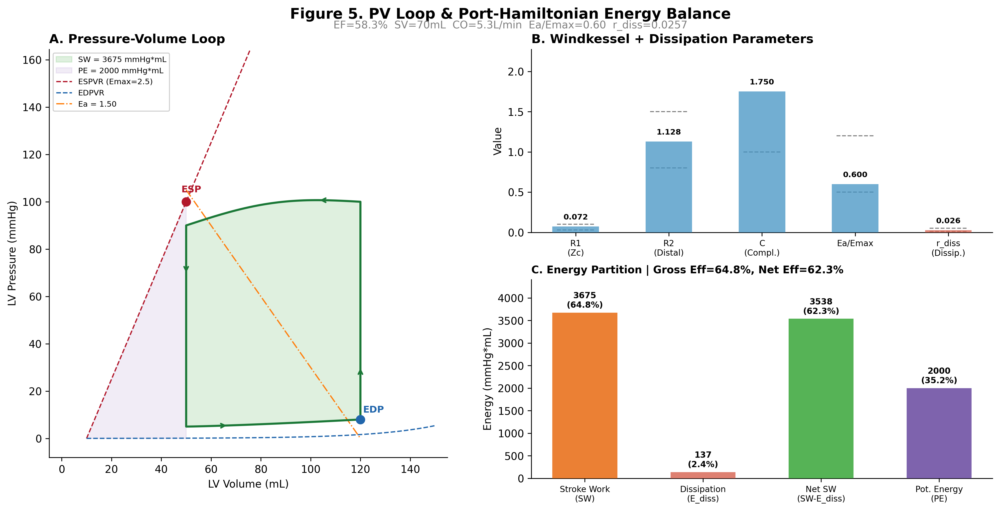 Figure 5. PV Loop & Port-Hamiltonian Energy Balance
EF=58.3%  SV=70mL  CO=5.3L/min  Ea/Emax=0.60  r_diss=0.0257
A. Pressure-Volume Loop
SW = 3675 mmHg*mL
PE = 2000 mmHg*mL
ESPVR (Emax=2.5)
EDPVR
Ea = 1.50
LV Pressure (mmHg)
160
140
120
100
80
60
40
20
0
ESP
EDP
0 20 40 60 80 100 120 140
LV Volume (mL)
B. Windkessel + Dissipation Parameters
Value
2.0
1.5
1.0
0.5
0.0
0.072
1.128
1.750
0.600
0.026
R1
(Zc)
R2
(Distal)
C
(Compl.)
Ea/Emax
r_diss
(Dissip.)
C. Energy Partition | Gross Eff=64.8%, Net Eff=62.3%
Energy (mmHg*mL)
4000
3500
3000
2500
2000
1500
1000
500
0
3675
(64.8%)
137
(2.4%)
3538
(62.3%)
2000
(35.2%)
Stroke Work
(SW)
Dissipation
(E_diss)
Net SW
(SW-E_diss)
Pot. Energy
(PE)